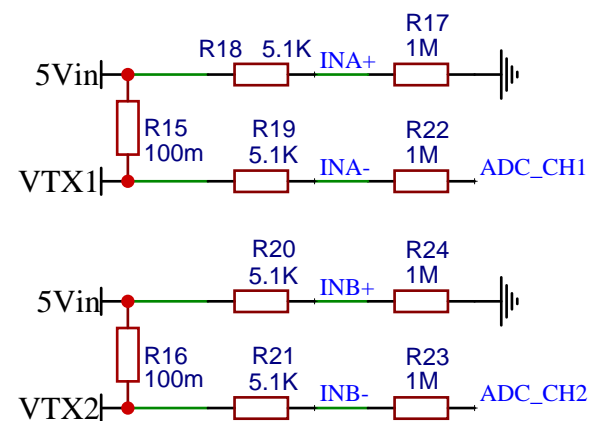 R17
R18 5.1K INA+ 1M
5Vin
R15
100m
R19
5.1K
R22
1M
VTX1
INA-
ADC_CH1
R20
5.1K
R24
1M
5Vin
INB+
R16
100m
R21
5.1K
R23
1M
VTX2
INB-
ADC_CH2